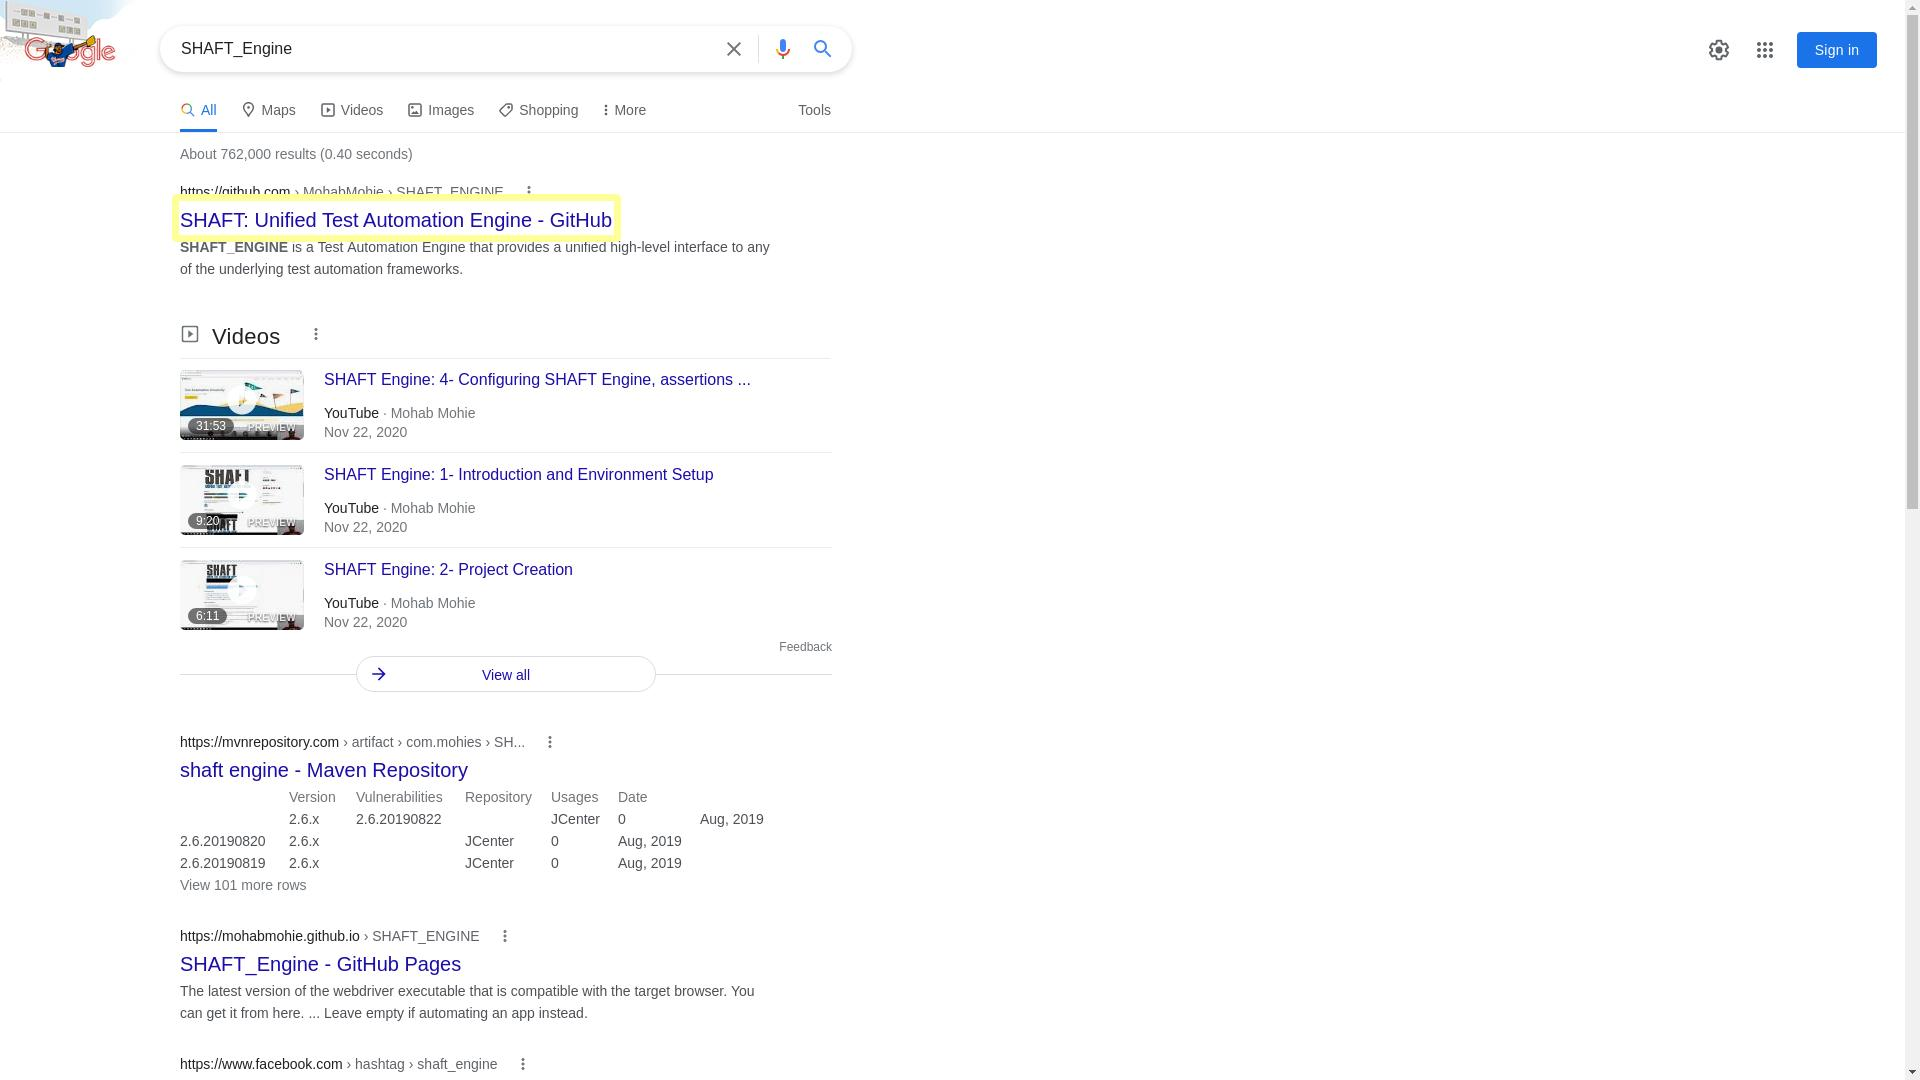 Google
SHAFT_Engine
Sign in
All
Maps
Videos
Images
Shopping
More
Tools
About 762,000 results (0.40 seconds)
https://github.com › MohabMohie › SHAFT_ENGINE
SHAFT: Unified Test Automation Engine - GitHub
SHAFT_ENGINE is a Test Automation Engine that provides a unified high-level interface to any
of the underlying test automation frameworks.
Videos
SHAFT Engine: 4- Configuring SHAFT Engine, assertions ...
YouTube · Mohab Mohie
Nov 22, 2020
31:53 PREVIEW
SHAFT Engine: 1- Introduction and Environment Setup
YouTube · Mohab Mohie
Nov 22, 2020
SHAFT
9:20 PREVIEW
SHAFT
SHAFT Engine: 2- Project Creation
YouTube · Mohab Mohie
Nov 22, 2020
SHAFT
6:11 PREVIEW
Feedback
View all
https://mvnrepository.com › artifact › com.mohies › SH...
shaft engine - Maven Repository
Version Vulnerabilities Repository Usages Date
2.6.x 2.6.20190822 JCenter 0 Aug, 2019
2.6.20190820 2.6.x JCenter 0 Aug, 2019
2.6.20190819 2.6.x JCenter 0 Aug, 2019
View 101 more rows
https://mohabmohie.github.io › SHAFT_ENGINE
SHAFT_Engine - GitHub Pages
The latest version of the webdriver executable that is compatible with the target browser. You
can get it from here. ... Leave empty if automating an app instead.
https://www.facebook.com › hashtag › shaft_engine